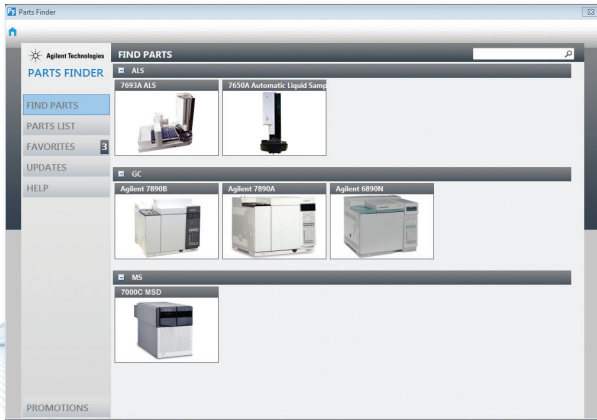 Parts Finder
Agilent Technologies
PARTS FINDER
FIND PARTS
PARTS LIST
FAVORITES 3
UPDATES
HELP
PROMOTIONS
FIND PARTS
ALS
7693A ALS
7650A Automatic Liquid Samp
GC
Agilent 7890B
Agilent 7890A
Agilent 6890N
MS
7000C MSD